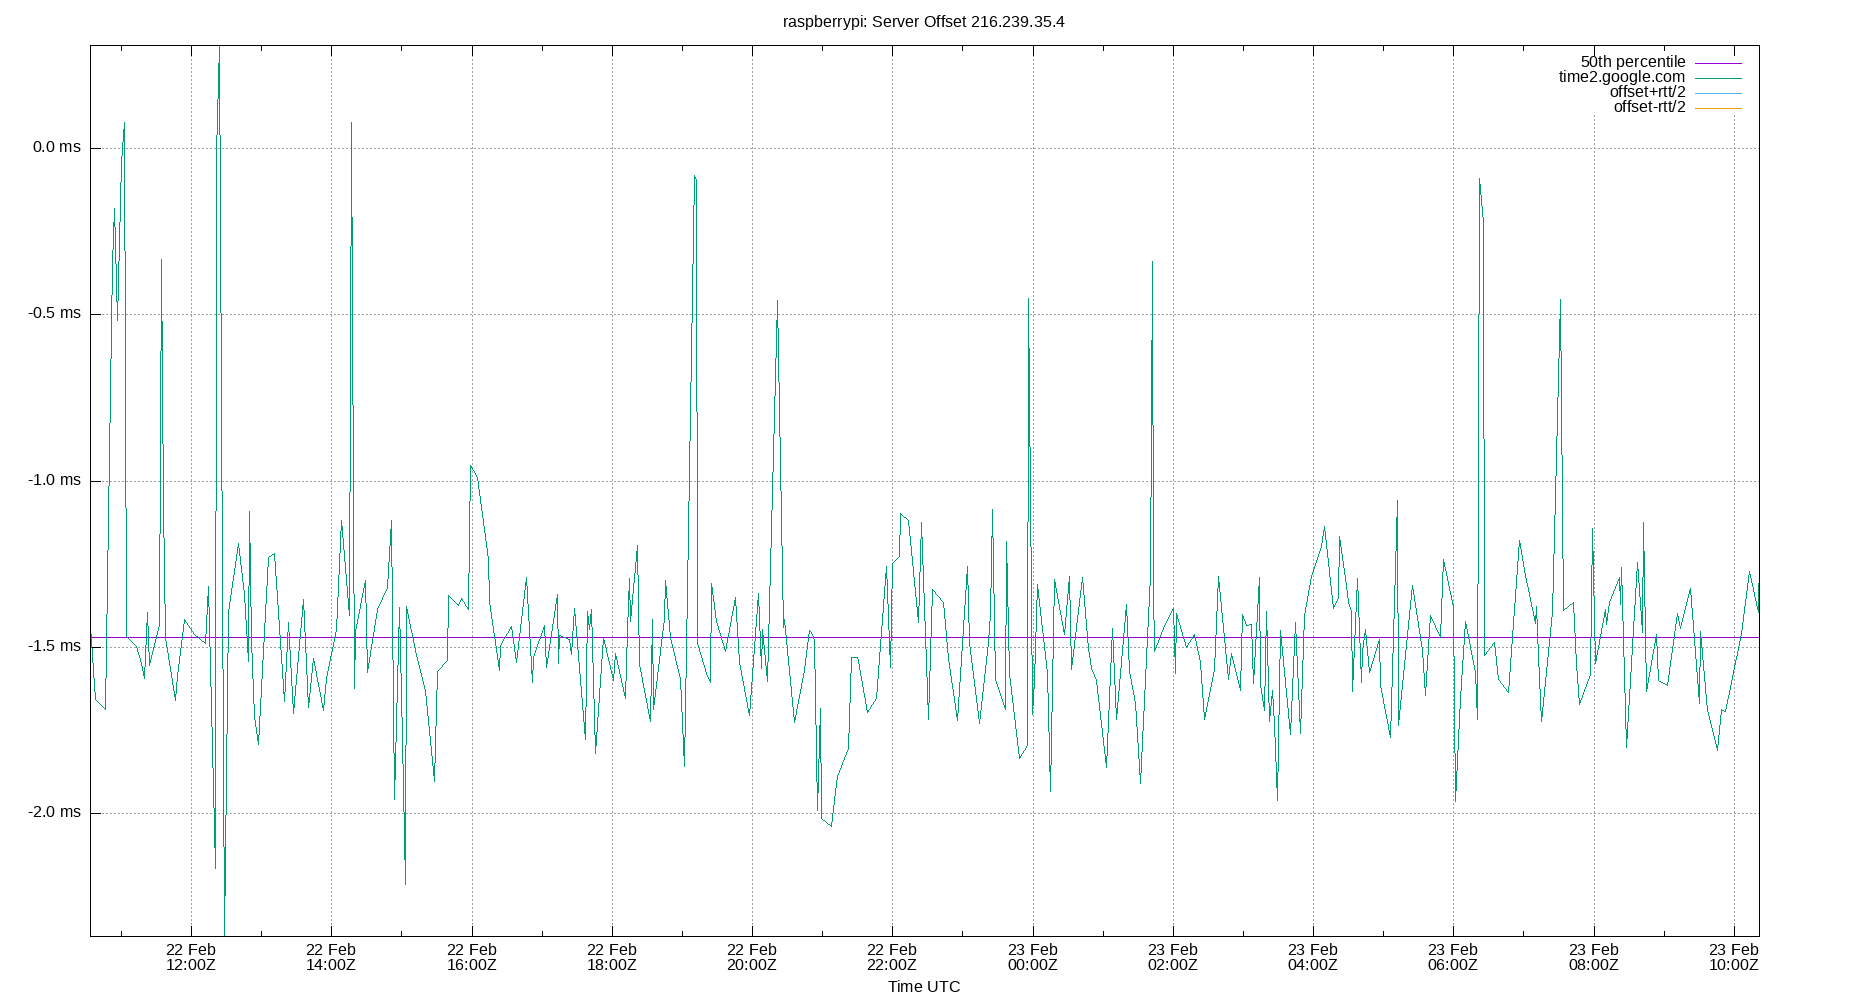 raspberrypi: Server Offset 216.239.35.4
50th percentile
time2.google.com
offset+rtt/2
offset-rtt/2
0.0 ms
-0.5 ms
-1.0 ms
-1.5 ms
-2.0 ms
22 Feb 22 Feb 22 Feb 22 Feb 22 Feb 22 Feb 23 Feb 23 Feb 23 Feb 23 Feb 23 Feb 23 Feb
12:00Z 14:00Z 16:00Z 18:00Z 20:00Z 22:00Z 00:00Z 02:00Z 04:00Z 06:00Z 08:00Z 10:00Z
Time UTC